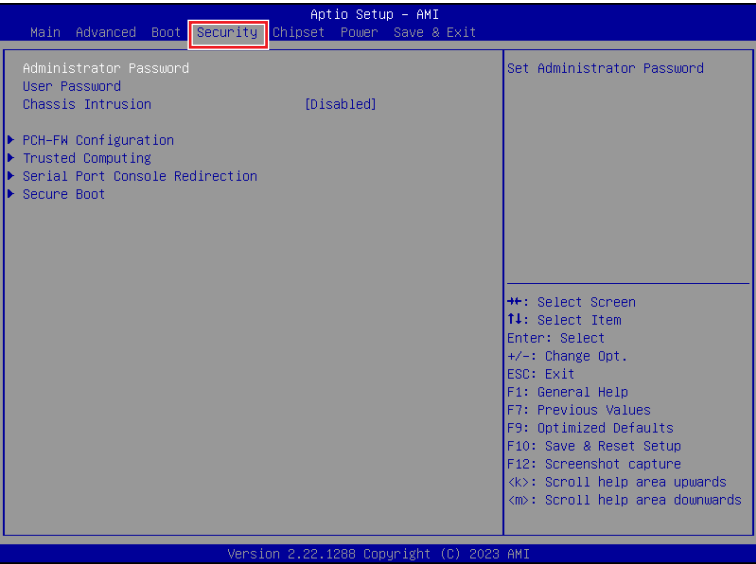 Aptio Setup – AMI
Main Advanced Boot Security Chipset Power Save & Exit
Administrator Password
User Password
Chassis Intrusion [Disabled]
▶ PCH-FW Configuration
▶ Trusted Computing
▶ Serial Port Console Redirection
▶ Secure Boot
Set Administrator Password
→←: Select Screen
↑↓: Select Item
Enter: Select
+/-: Change Opt.
ESC: Exit
F1: General Help
F7: Previous Values
F9: Optimized Defaults
F10: Save & Reset Setup
F12: Screenshot capture
<k>: Scroll help area upwards
<m>: Scroll help area downwards
Version 2.22.1288 Copyright (C) 2023 AMI